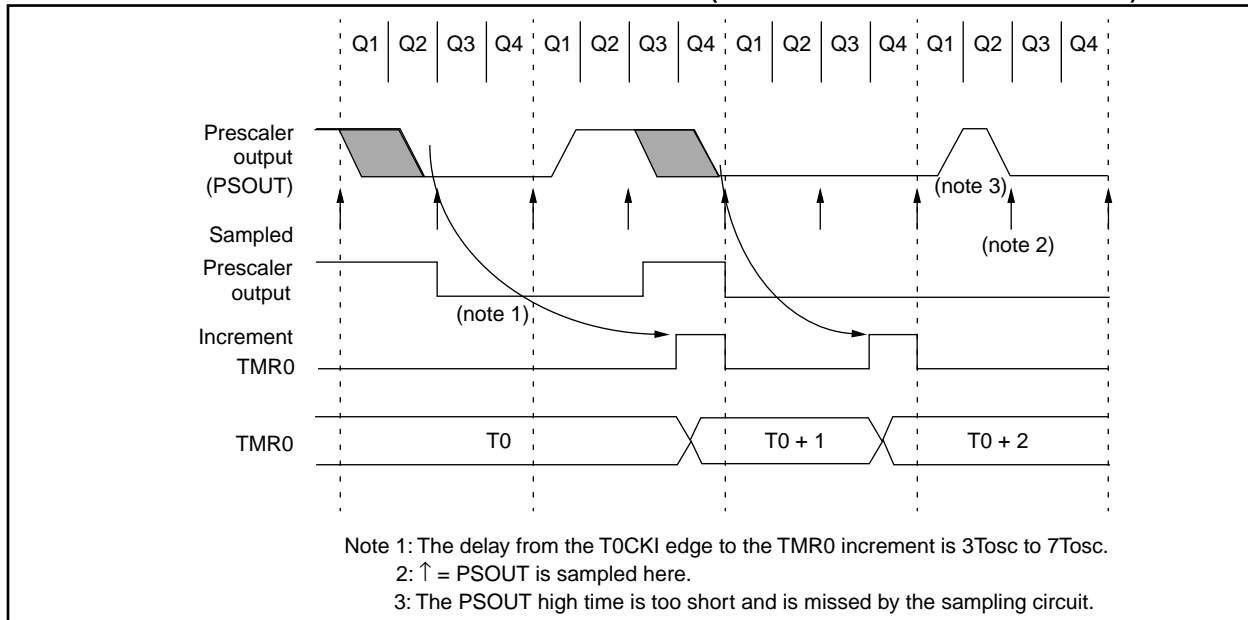 Q1 Q2 Q3 Q4 Q1 Q2 Q3 Q4 Q1 Q2 Q3 Q4 Q1 Q2 Q3 Q4
Prescaler
output
(PSOUT)
(note 3)
Sampled
(note 2)
Prescaler
output
(note 1)
Increment
TMR0
TMR0
T0 T0 + 1 T0 + 2
Note 1: The delay from the T0CKI edge to the TMR0 increment is 3Tosc to 7Tosc.
2: ↑ = PSOUT is sampled here.
3: The PSOUT high time is too short and is missed by the sampling circuit.